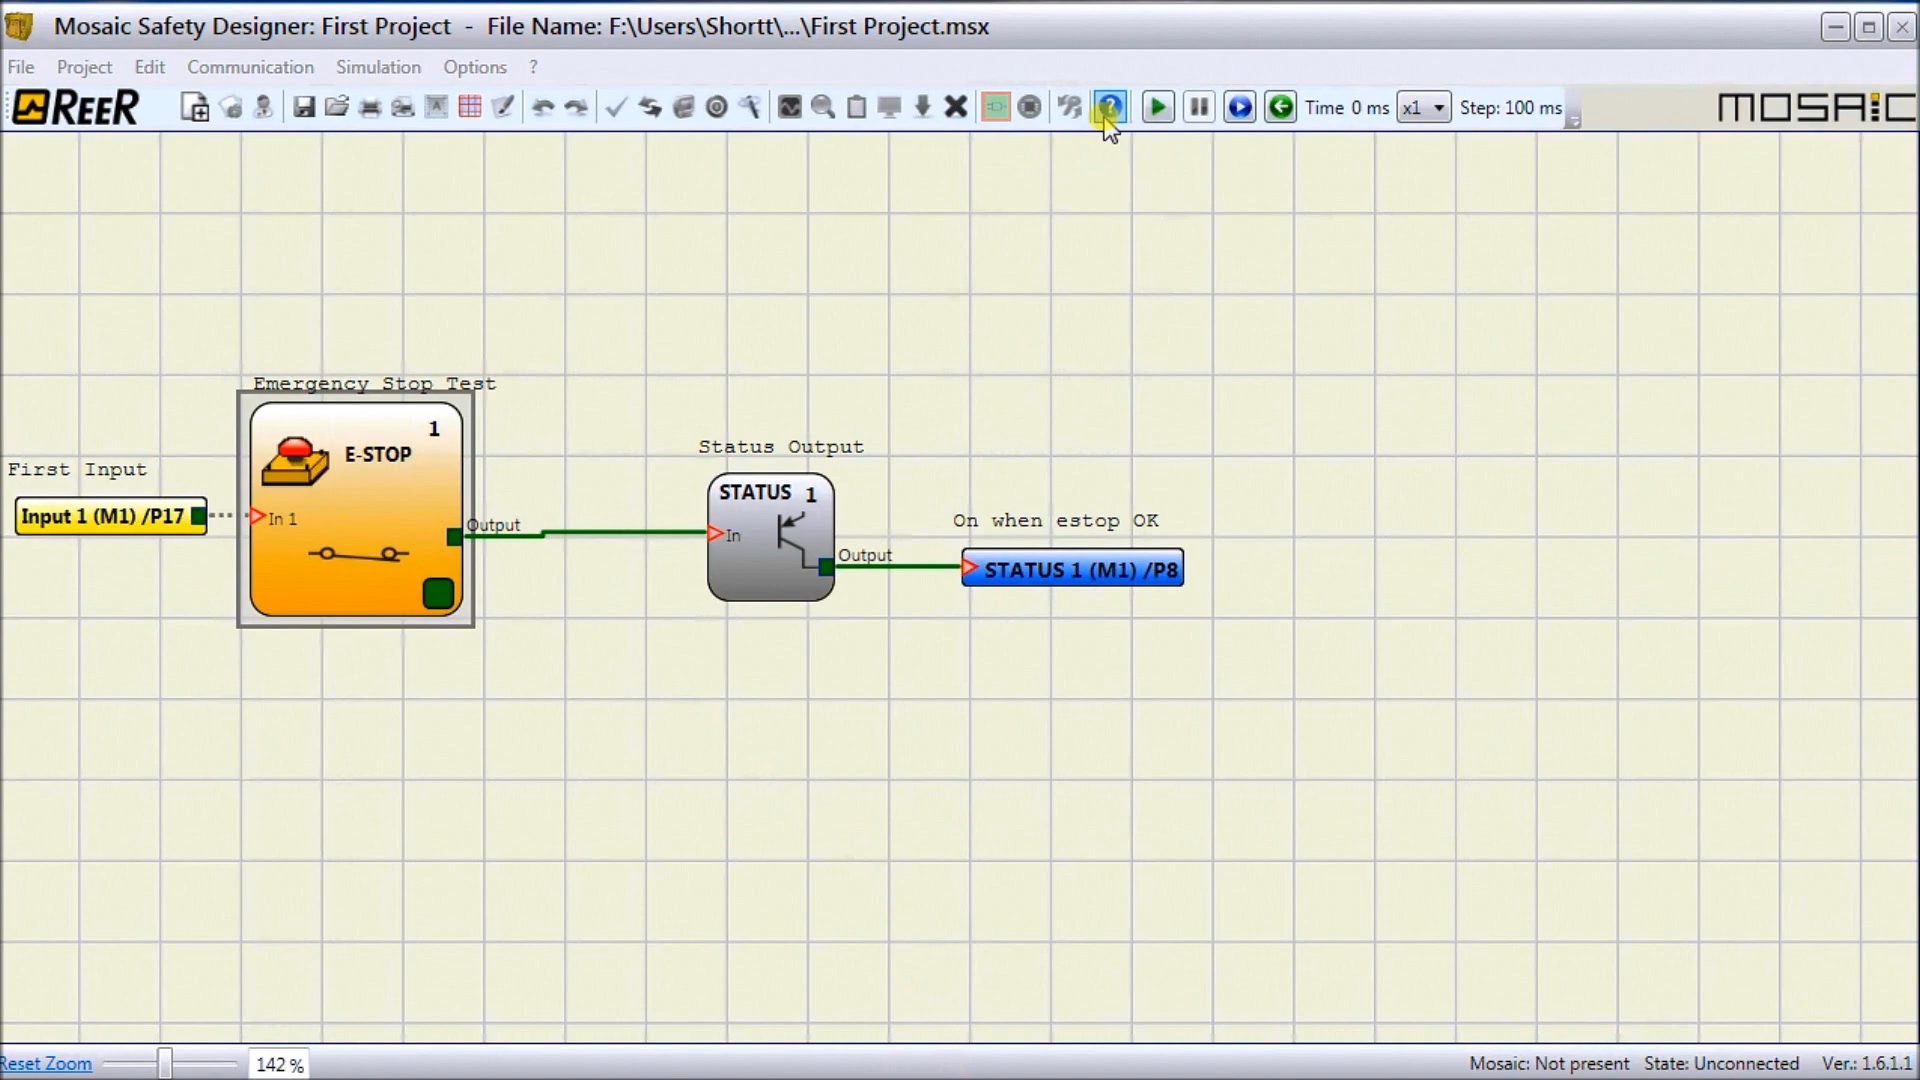 Mosaic Safety Designer: First Project - File Name: F:\Users\Shortt\...\First Project.msx
File Project Edit Communication Simulation Options ?
REER
Time 0 ms x1 Step: 100 ms
MOSAIC
Emergency Stop Test
1
E-STOP
First Input
Input 1 (M1) /P17
In 1
Output
Status Output
STATUS 1
In
Output
On when estop OK
STATUS 1 (M1) /P8
Reset Zoom
142 %
Mosaic: Not present State: Unconnected Ver.: 1.6.1.1